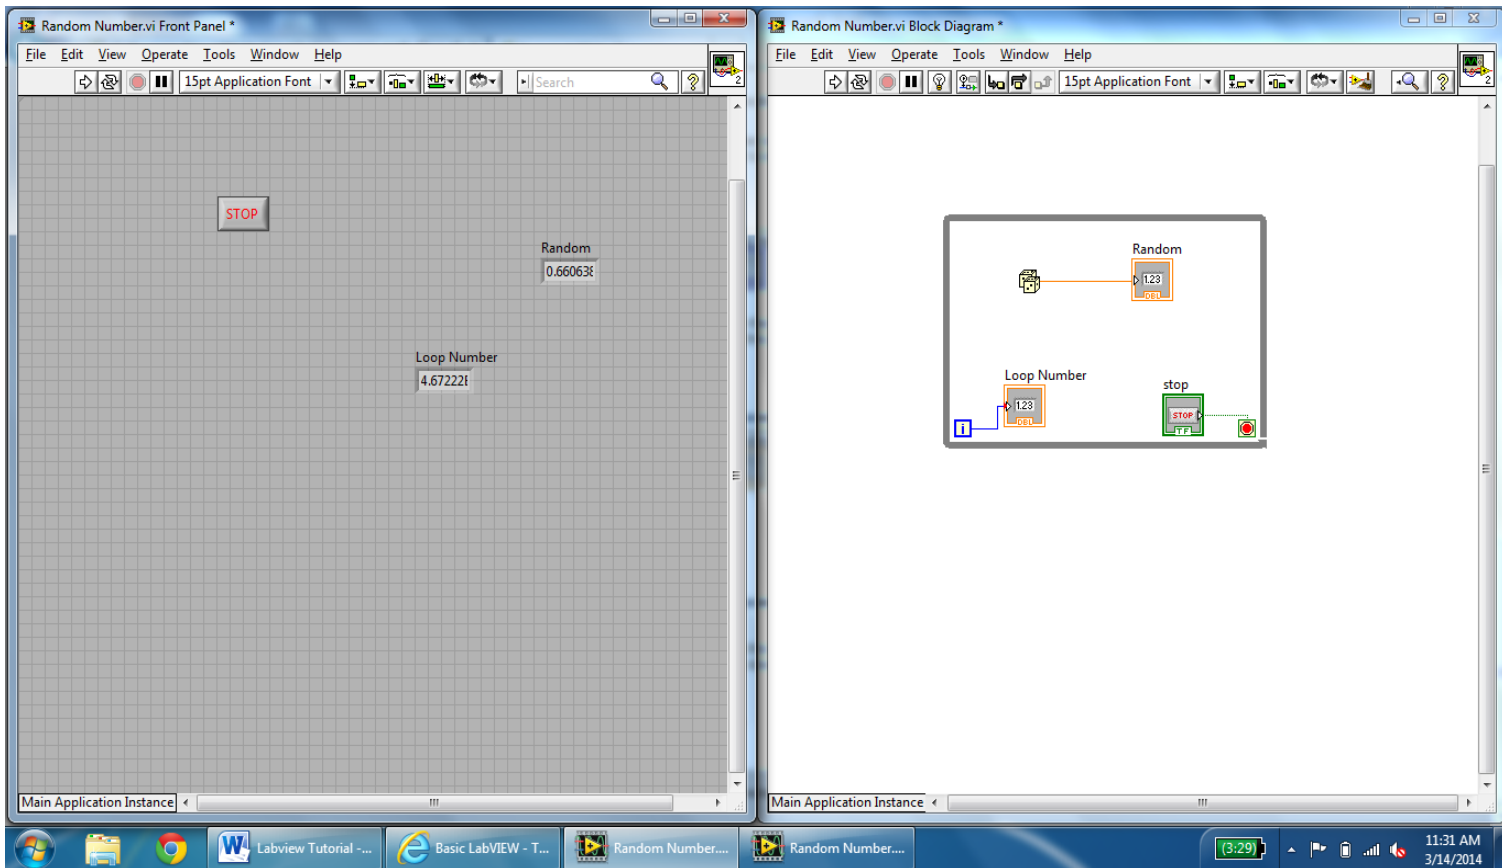 Random Number.vi Front Panel *
File Edit View Operate Tools Window Help
15pt Application Font
Search
2
STOP
Random
0.660638
Loop Number
4.67222E
Main Application Instance
Random Number.vi Block Diagram *
File Edit View Operate Tools Window Help
15pt Application Font
2
Random
1.23
DBL
Loop Number
1.23
DBL
i
stop
STOP
TF
Main Application Instance
Labview Tutorial -...
Basic LabVIEW - T...
Random Number....
Random Number....
(3:29)
11:31 AM
3/14/2014